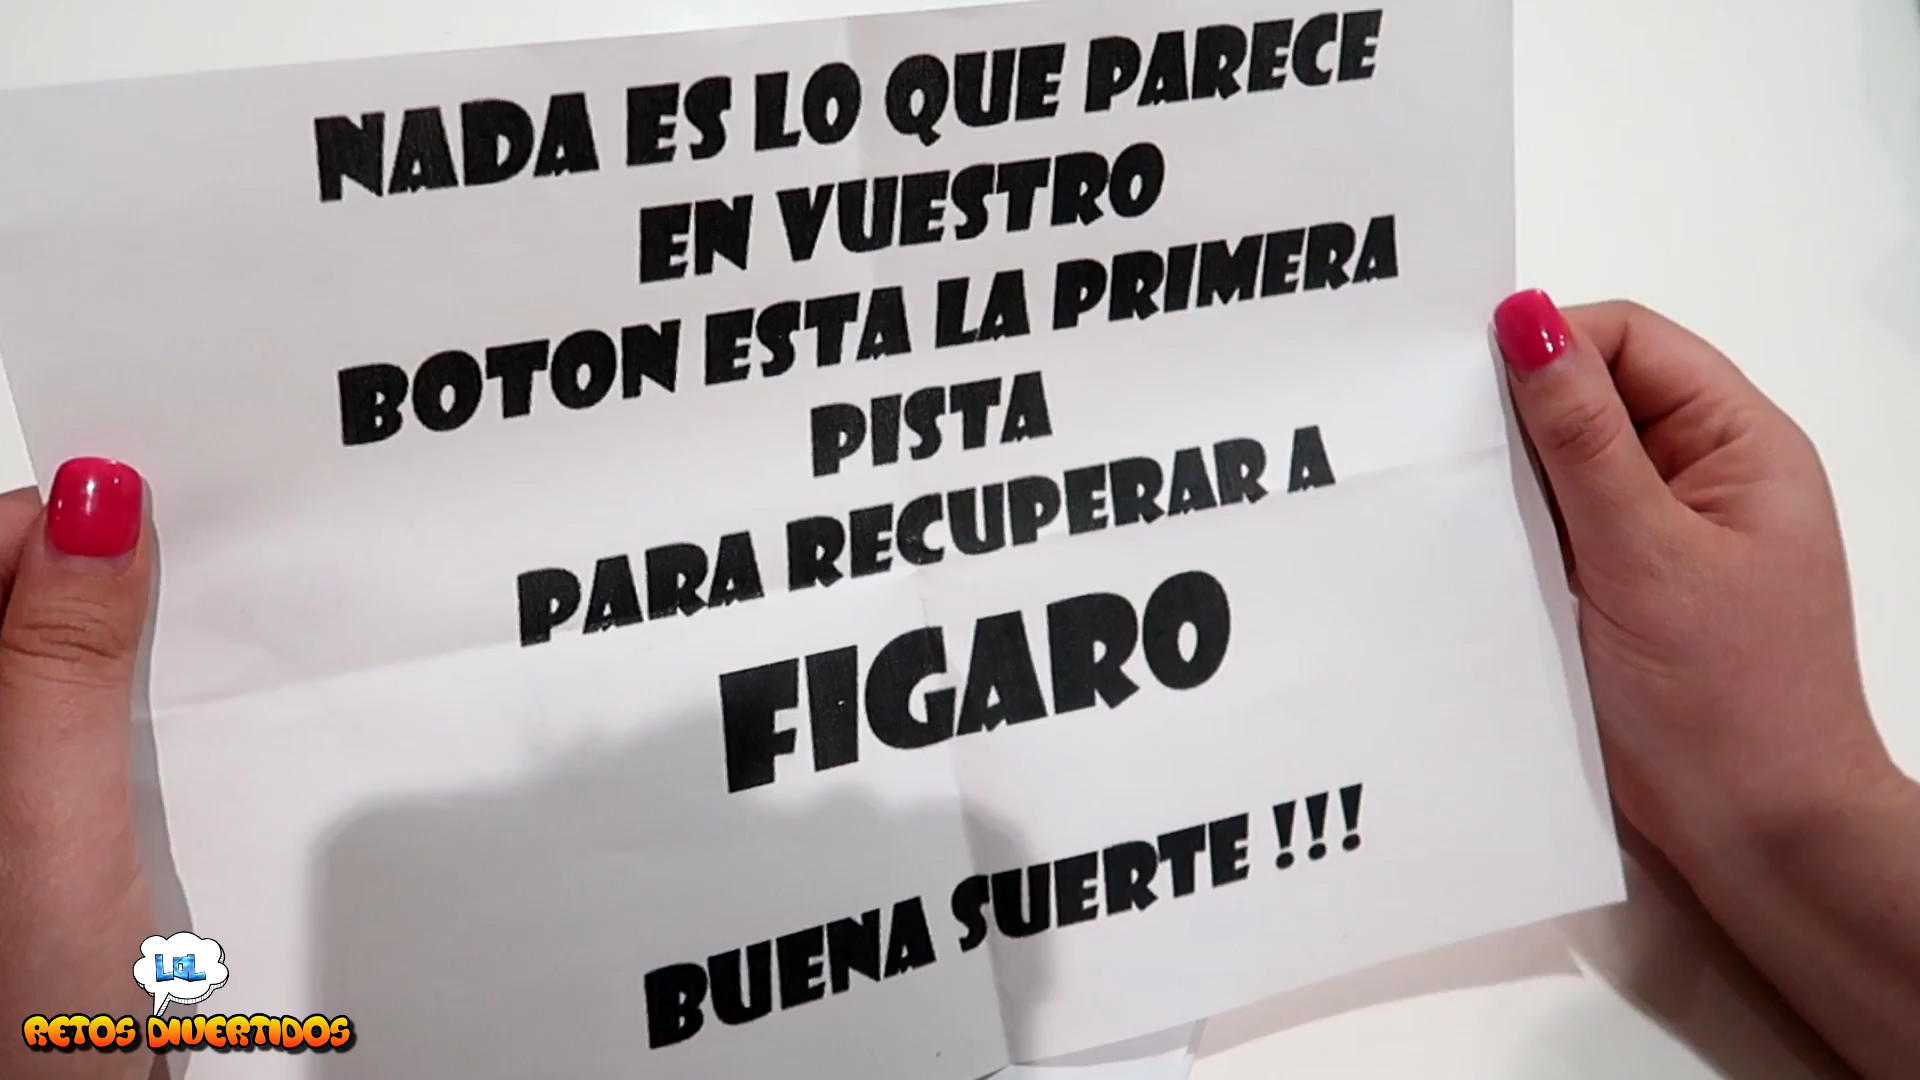 NADA ES LO QUE PARECE
EN VUESTRO
BOTON ESTA LA PRIMERA
PISTA
PARA RECUPERAR A
FIGARO
BUENA SUERTE !!!
LOL
RETOS DIVERTIDOS